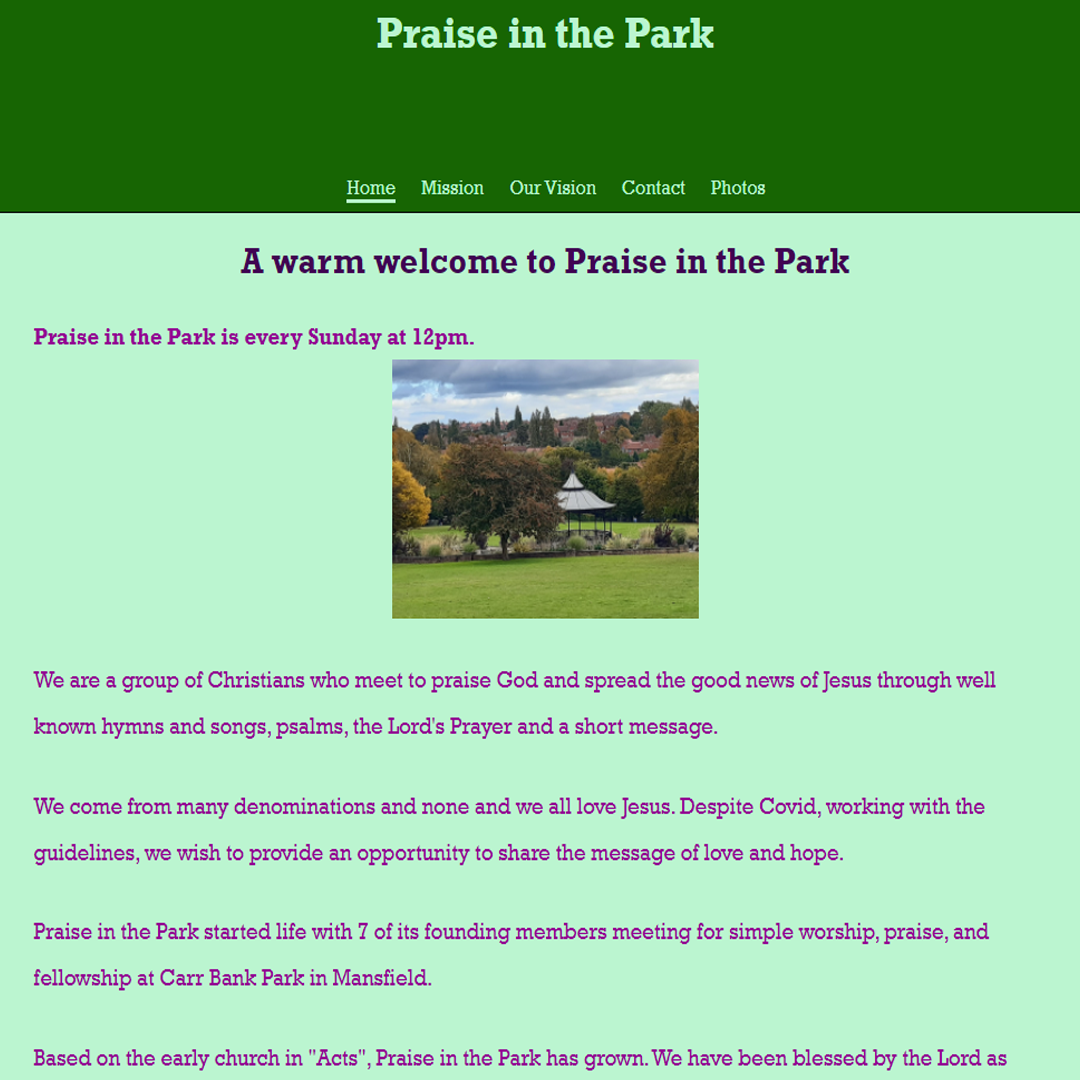 Praise in the Park
Home Mission Our Vision Contact Photos
A warm welcome to Praise in the Park
Praise in the Park is every Sunday at 12pm.
We are a group of Christians who meet to praise God and spread the good news of Jesus through well
known hymns and songs, psalms, the Lord's Prayer and a short message.
We come from many denominations and none and we all love Jesus. Despite Covid, working with the
guidelines, we wish to provide an opportunity to share the message of love and hope.
Praise in the Park started life with 7 of its founding members meeting for simple worship, praise, and
fellowship at Carr Bank Park in Mansfield.
Based on the early church in "Acts", Praise in the Park has grown. We have been blessed by the Lord as